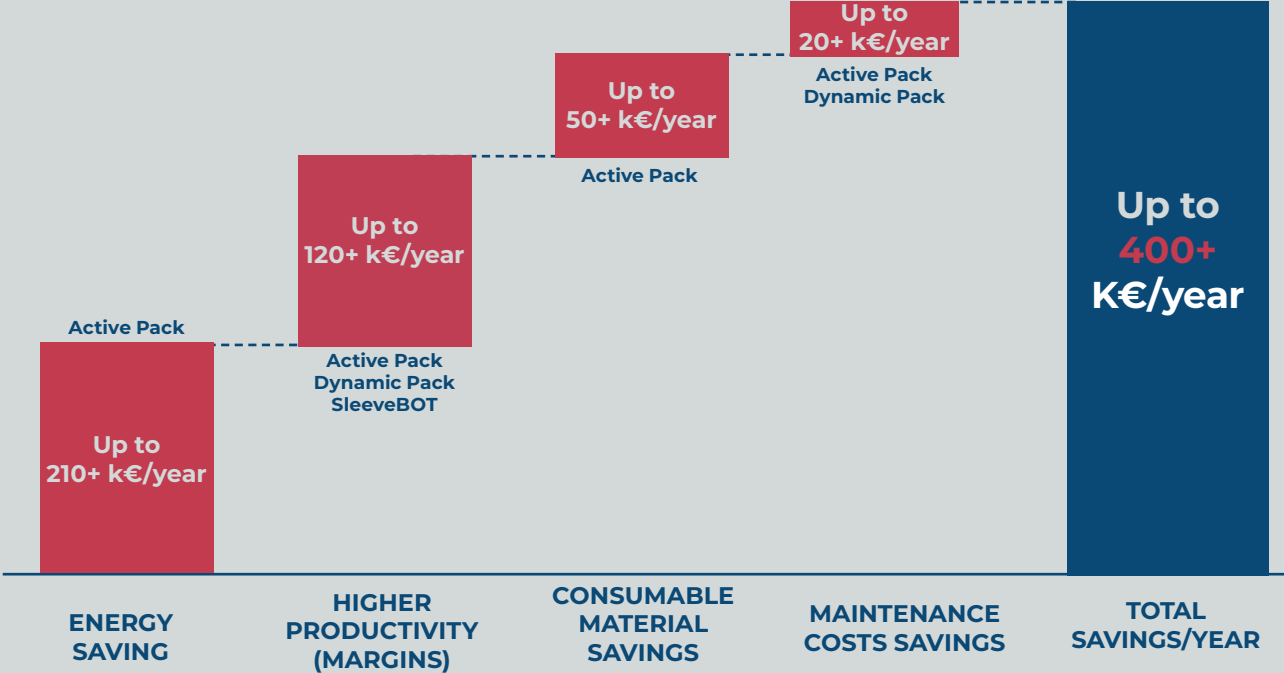 Active Pack
Up to
210+ k€/year
Up to
120+ k€/year
Active Pack
Dynamic Pack
SleeveBOT
Up to
50+ k€/year
Active Pack
Up to
20+ k€/year
Active Pack
Dynamic Pack
Up to
400+
K€/year
ENERGY
SAVING
HIGHER
PRODUCTIVITY
(MARGINS)
CONSUMABLE
MATERIAL
SAVINGS
MAINTENANCE
COSTS SAVINGS
TOTAL
SAVINGS/YEAR